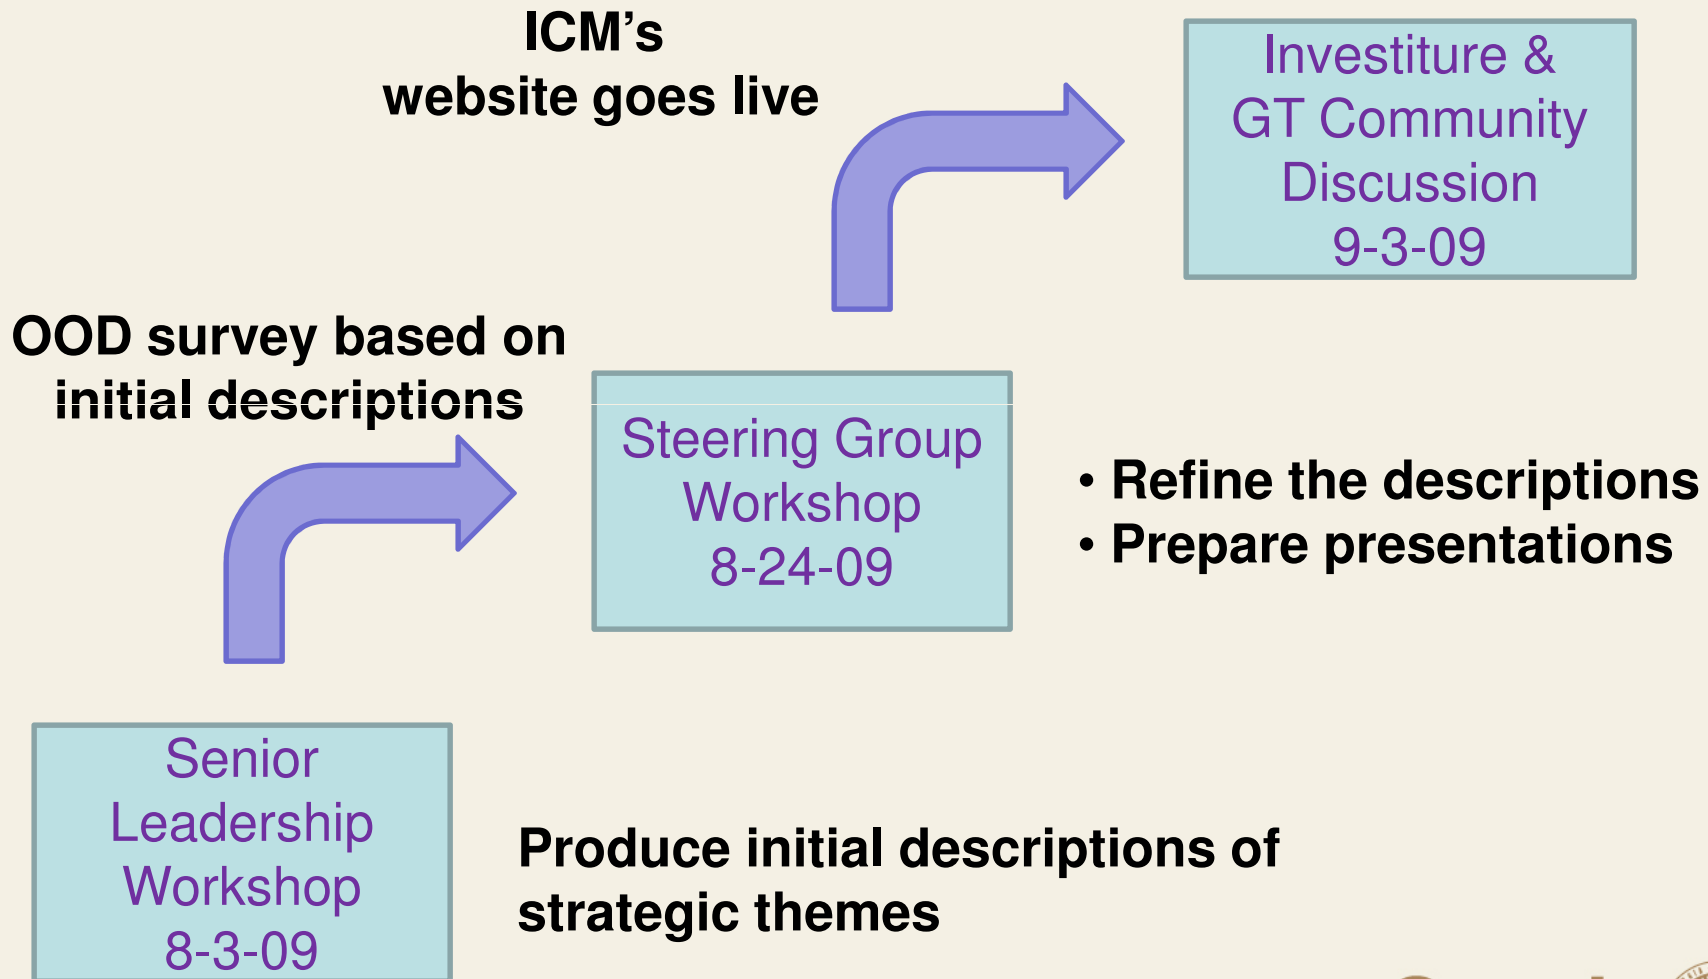 ICM's
website goes live
Investiture &
GT Community
Discussion
9-3-09
OOD survey based on
initial descriptions
Steering Group
Workshop
8-24-09
• Refine the descriptions
• Prepare presentations
Senior
Leadership
Workshop
8-3-09
Produce initial descriptions of
strategic themes